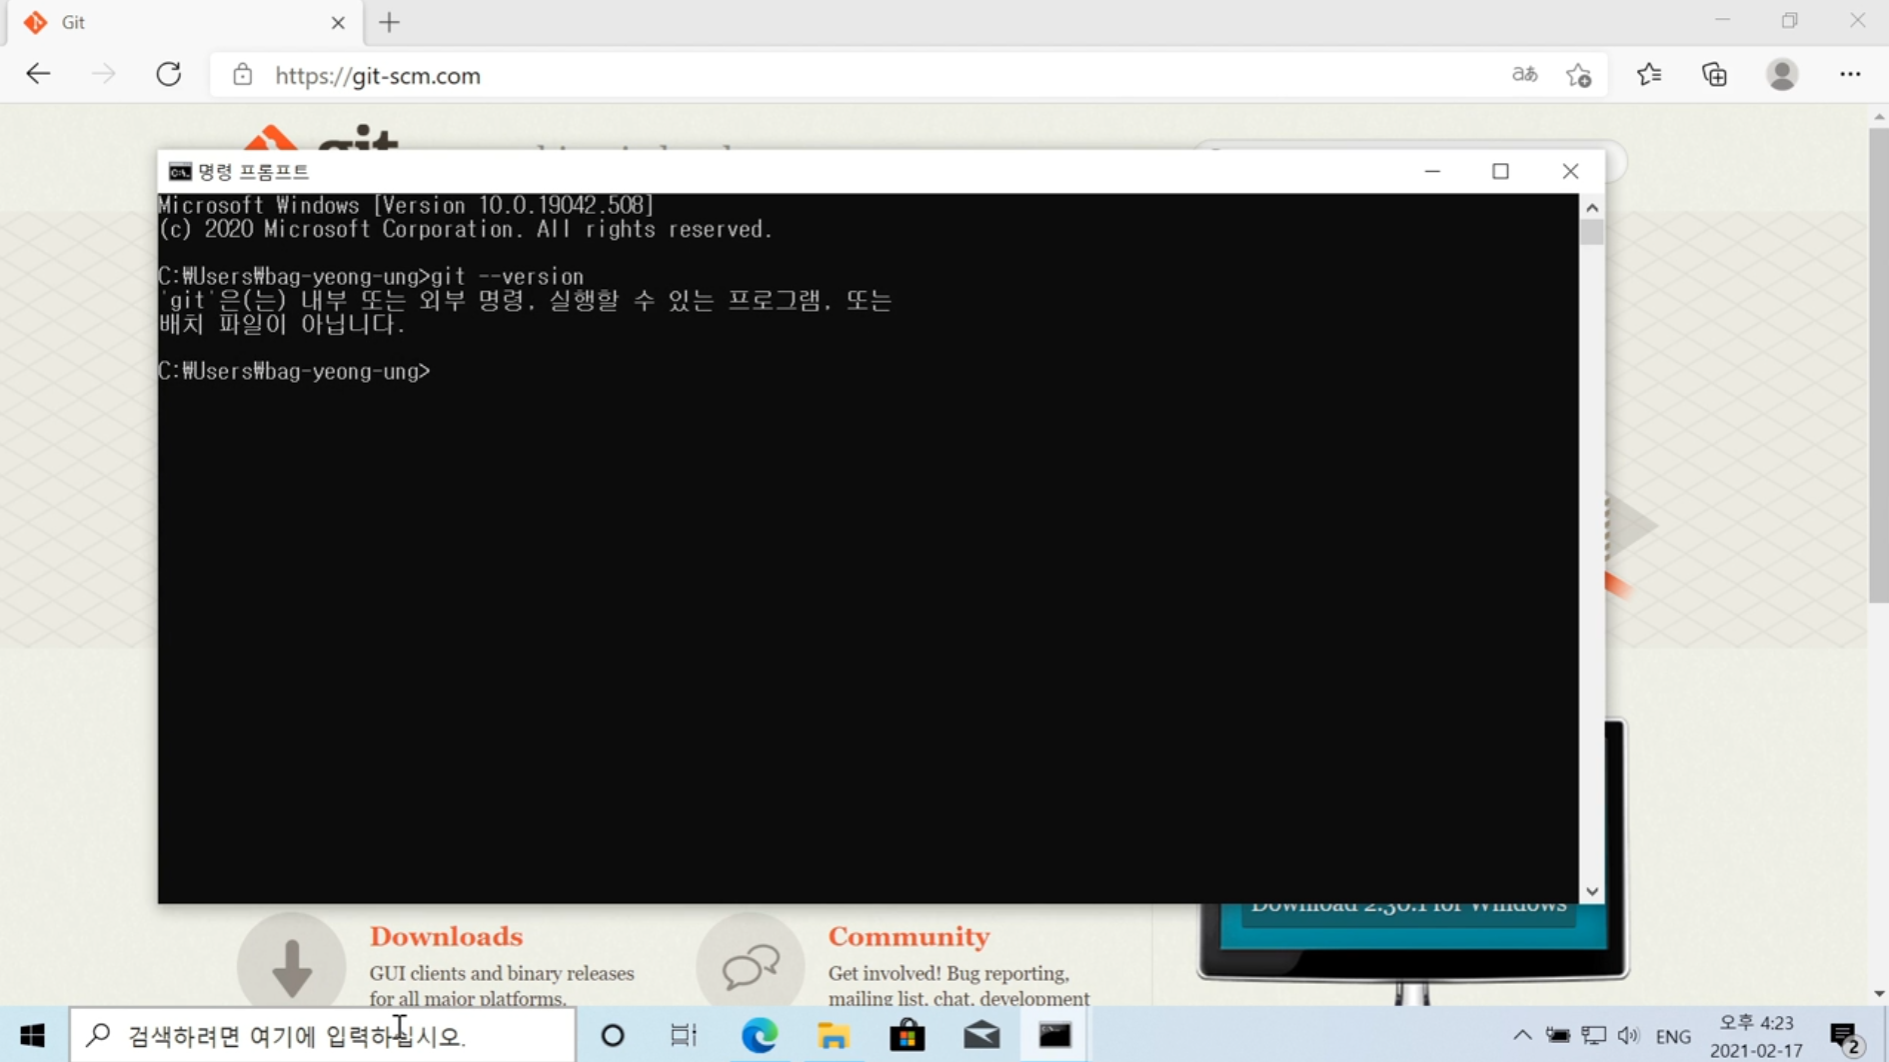 Git
https://git-scm.com
aあ
git
명령 프롬프트
Microsoft Windows [Version 10.0.19042.508]
(c) 2020 Microsoft Corporation. All rights reserved.
C:₩Users₩bag-yeong-ung>git --version
'git'은(는) 내부 또는 외부 명령, 실행할 수 있는 프로그램, 또는
배치 파일이 아닙니다.
C:₩Users₩bag-yeong-ung>
Download 2.30.1 for Windows
Downloads
GUI clients and binary releases
for all major platforms.
Community
Get involved! Bug reporting,
mailing list, chat, development
검색하려면 여기에 입력하십시오.
ENG
오후 4:23
2021-02-17
2